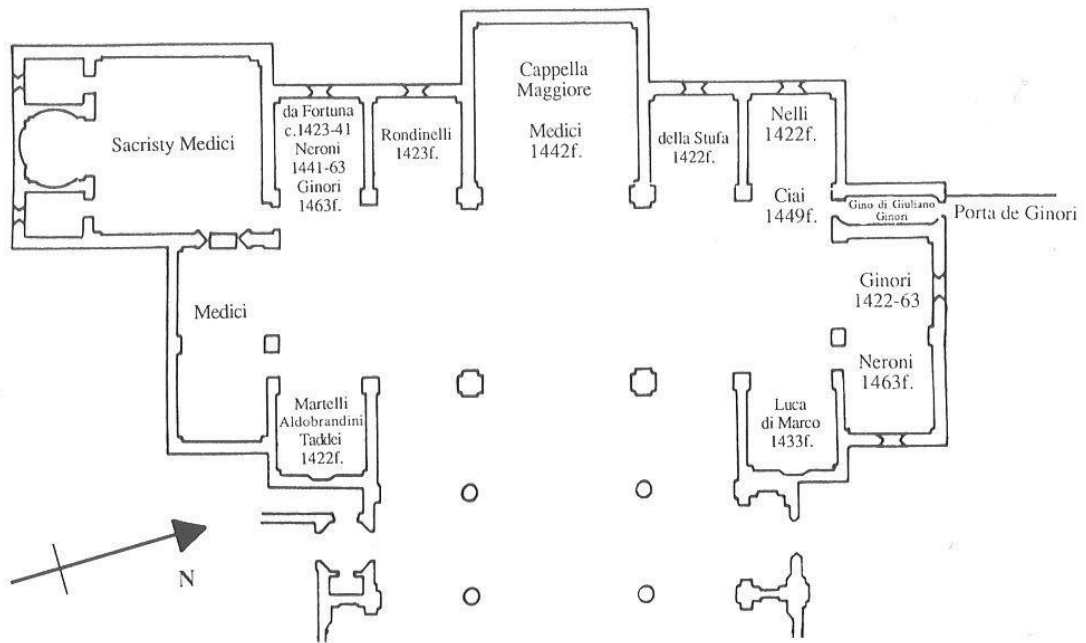 Sacristy Medici
da Fortuna
c.1423-41
Neroni
1441-63
Ginori
1463f.
Rondinelli
1423f.
Cappella
Maggiore
Medici
1442f.
della Stufa
1422f.
Nelli
1422f.
Ciai
1449f.
Gino di Giuliano
Ginori
Porta de Ginori
Medici
Ginori
1422-63
Neroni
1463f.
Martelli
Aldobrandini
Taddei
1422f.
Luca
di Marco
1433f.
N